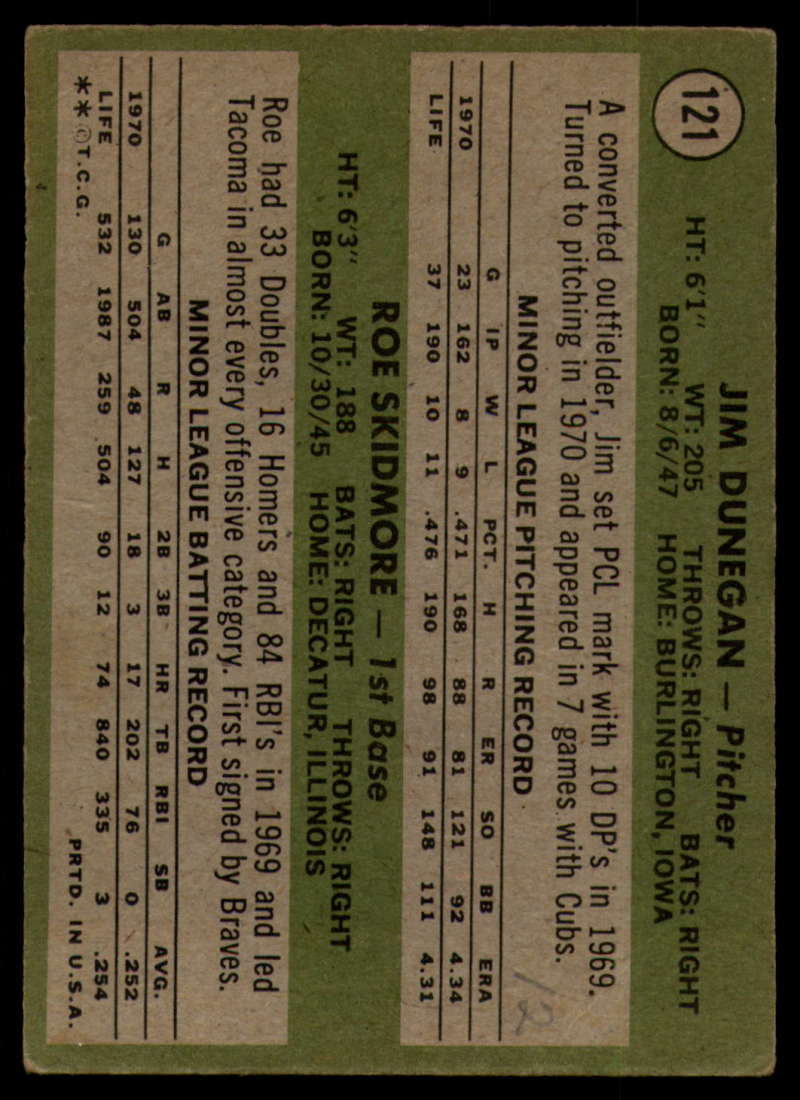 121
JIM DUNEGAN — Pitcher
HT: 6'1" WT: 205 THROWS: RIGHT BATS: RIGHT
BORN: 8/6/47 HOME: BURLINGTON, IOWA
A converted outfielder, Jim set PCL mark with 10 DP's in 1969.
Turned to pitching in 1970 and appeared in 7 games with Cubs.
MINOR LEAGUE PITCHING RECORD
G IP W L PCT. H R ER SO BB ERA
1970 23 162 8 9 .471 168 88 81 121 92 4.34
LIFE 37 190 10 11 .476 190 98 91 148 111 4.31
12
ROE SKIDMORE — 1st Base
HT: 6'3" WT: 188 BATS: RIGHT THROWS: RIGHT
BORN: 10/30/45 HOME: DECATUR, ILLINOIS
Roe had 33 Doubles, 16 Homers and 84 RBI's in 1969 and led
Tacoma in almost every offensive category. First signed by Braves.
MINOR LEAGUE BATTING RECORD
G AB R H 2B 3B HR TB RBI SB AVG.
1970 130 504 48 127 18 3 17 202 76 0 .252
LIFE 532 1987 259 504 90 12 74 840 335 3 .254
**©T.C.G. PRTD. IN U.S.A.